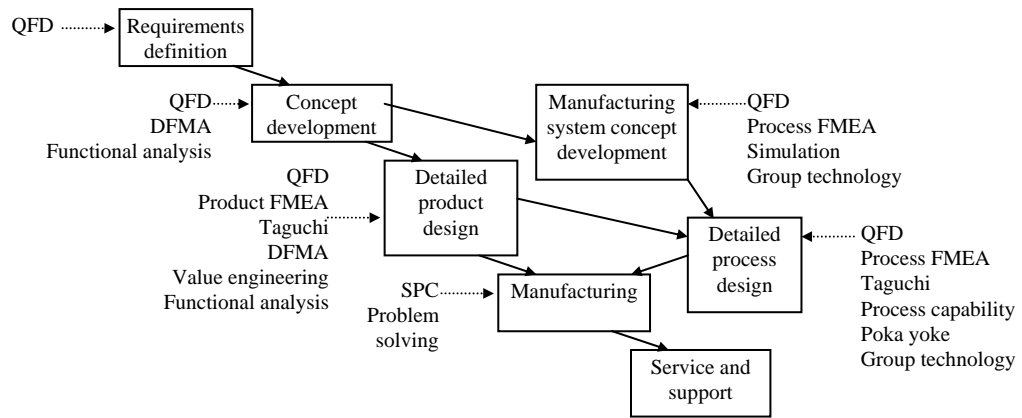 QFD
Requirements
definition
QFD
DFMA
Functional analysis
Concept
development
Manufacturing
system concept
development
QFD
Process FMEA
Simulation
Group technology
QFD
Product FMEA
Taguchi
DFMA
Value engineering
Functional analysis
Detailed
product
design
Detailed
process
design
QFD
Process FMEA
Taguchi
Process capability
Poka yoke
Group technology
SPC
Problem
solving
Manufacturing
Service and
support